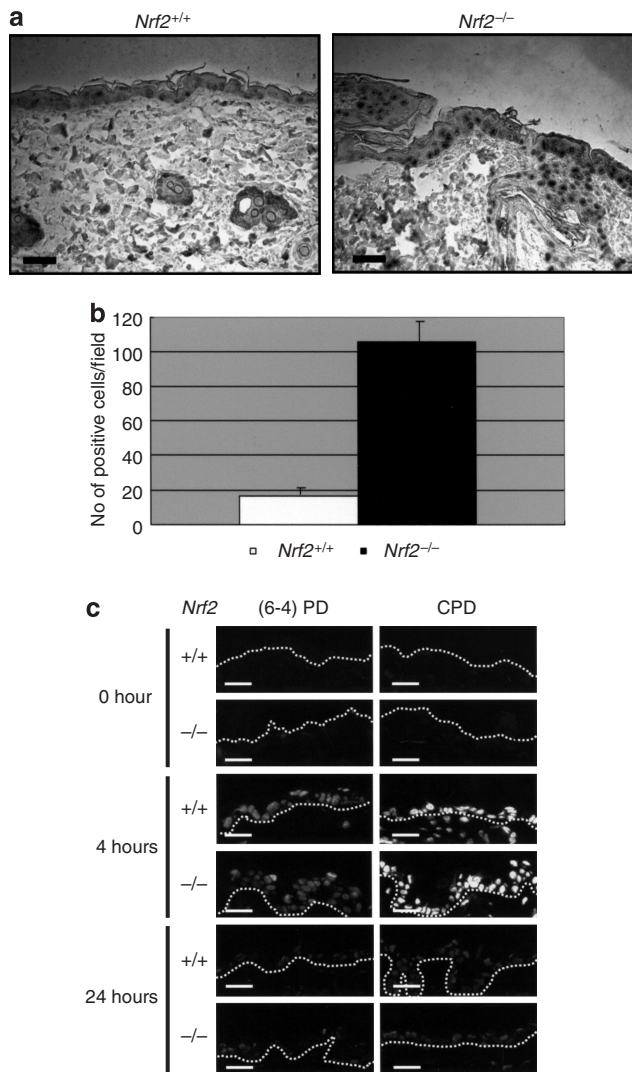 a
Nrf2+/+ Nrf2–/–
b
No of positive cells/field
120
100
80
60
40
20
0
Nrf2+/+ Nrf2–/–
c
Nrf2 (6-4) PD CPD
0 hour
+/+
–/–
4 hours
+/+
–/–
24 hours
+/+
–/–